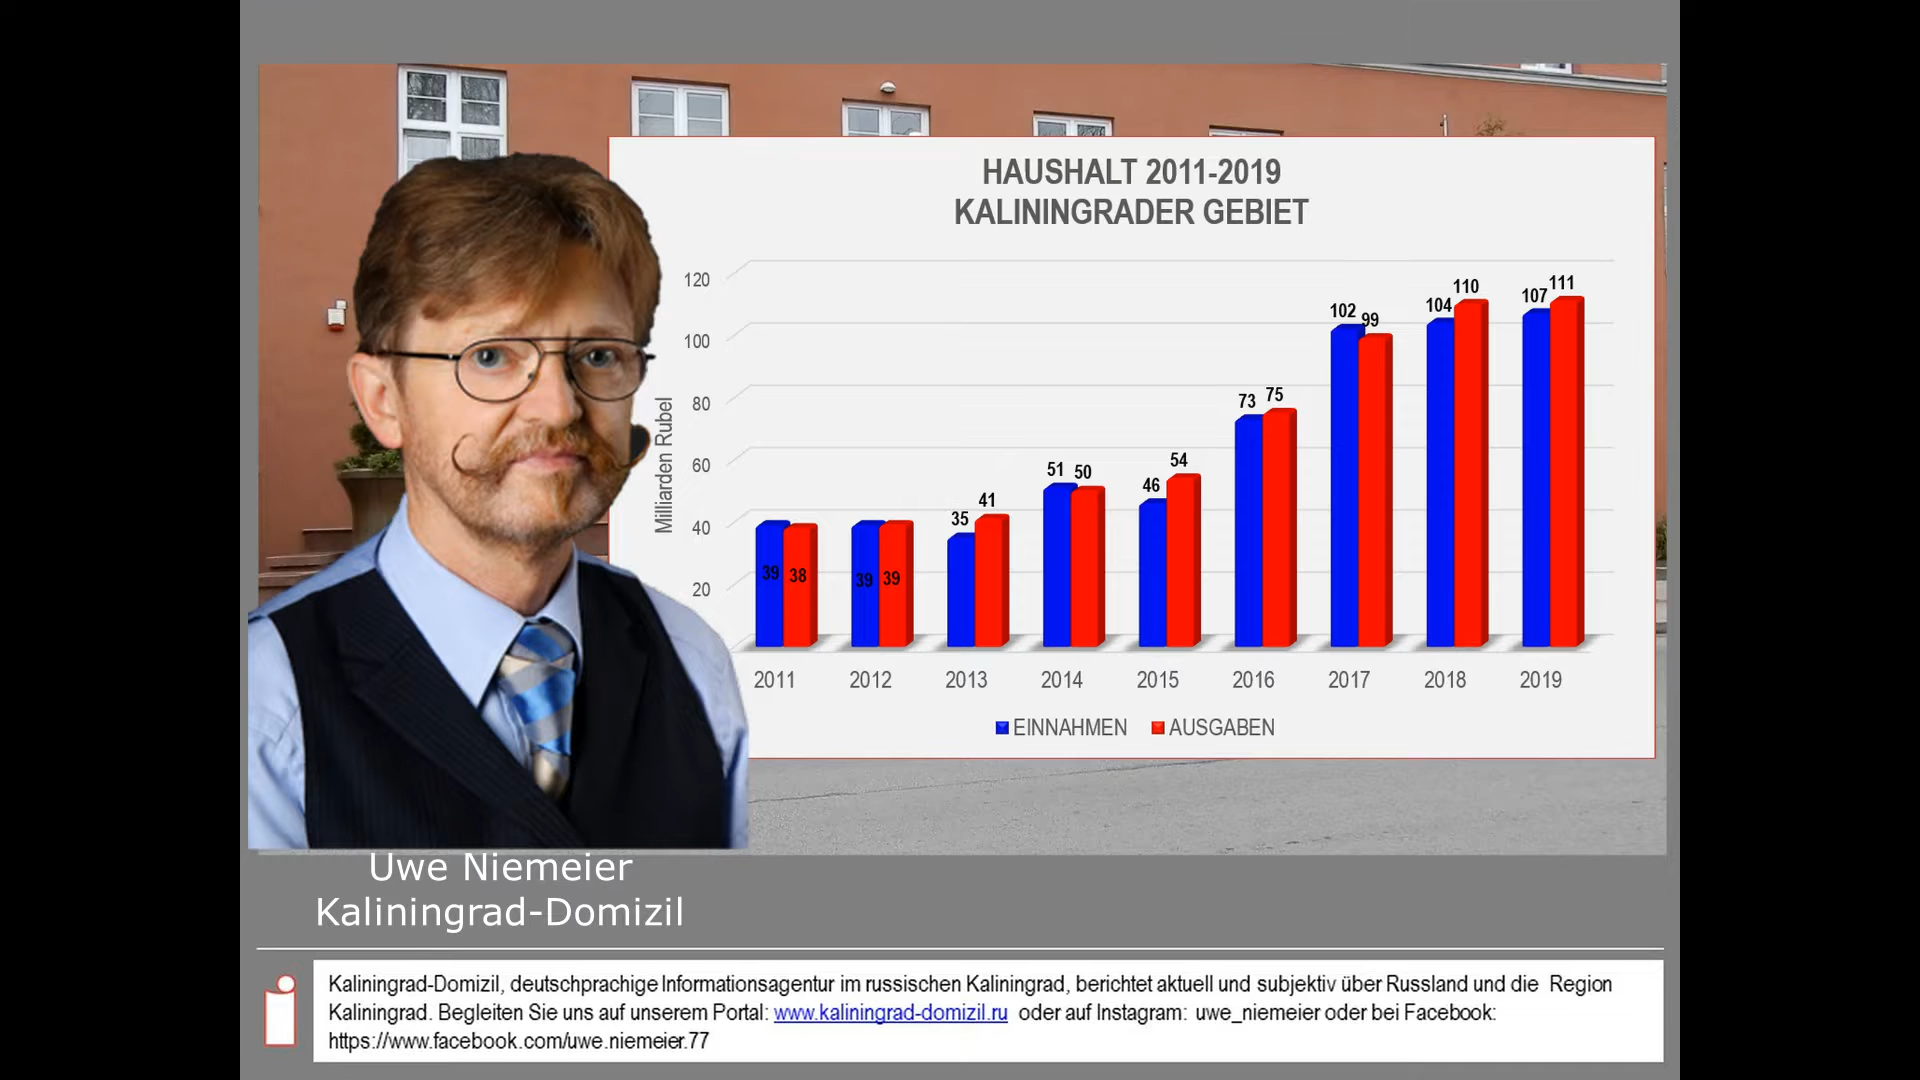 HAUSHALT 2011-2019
KALININGRADER GEBIET
Milliarden Rubel
120
100
80
60
40
20
39 38
39 39
35 41
51 50
46 54
73 75
102 99
104 110
107 111
2011 2012 2013 2014 2015 2016 2017 2018 2019
EINNAHMEN AUSGABEN
Uwe Niemeier
Kaliningrad-Domizil
Kaliningrad-Domizil, deutschprachige Informationsagentur im russischen Kaliningrad, berichtet aktuell und subjektiv über Russland und die Region
Kaliningrad. Begleiten Sie uns auf unserem Portal: www.kaliningrad-domizil.ru oder auf Instagram: uwe_niemeier oder bei Facebook:
https://www.facebook.com/uwe.niemeier.77